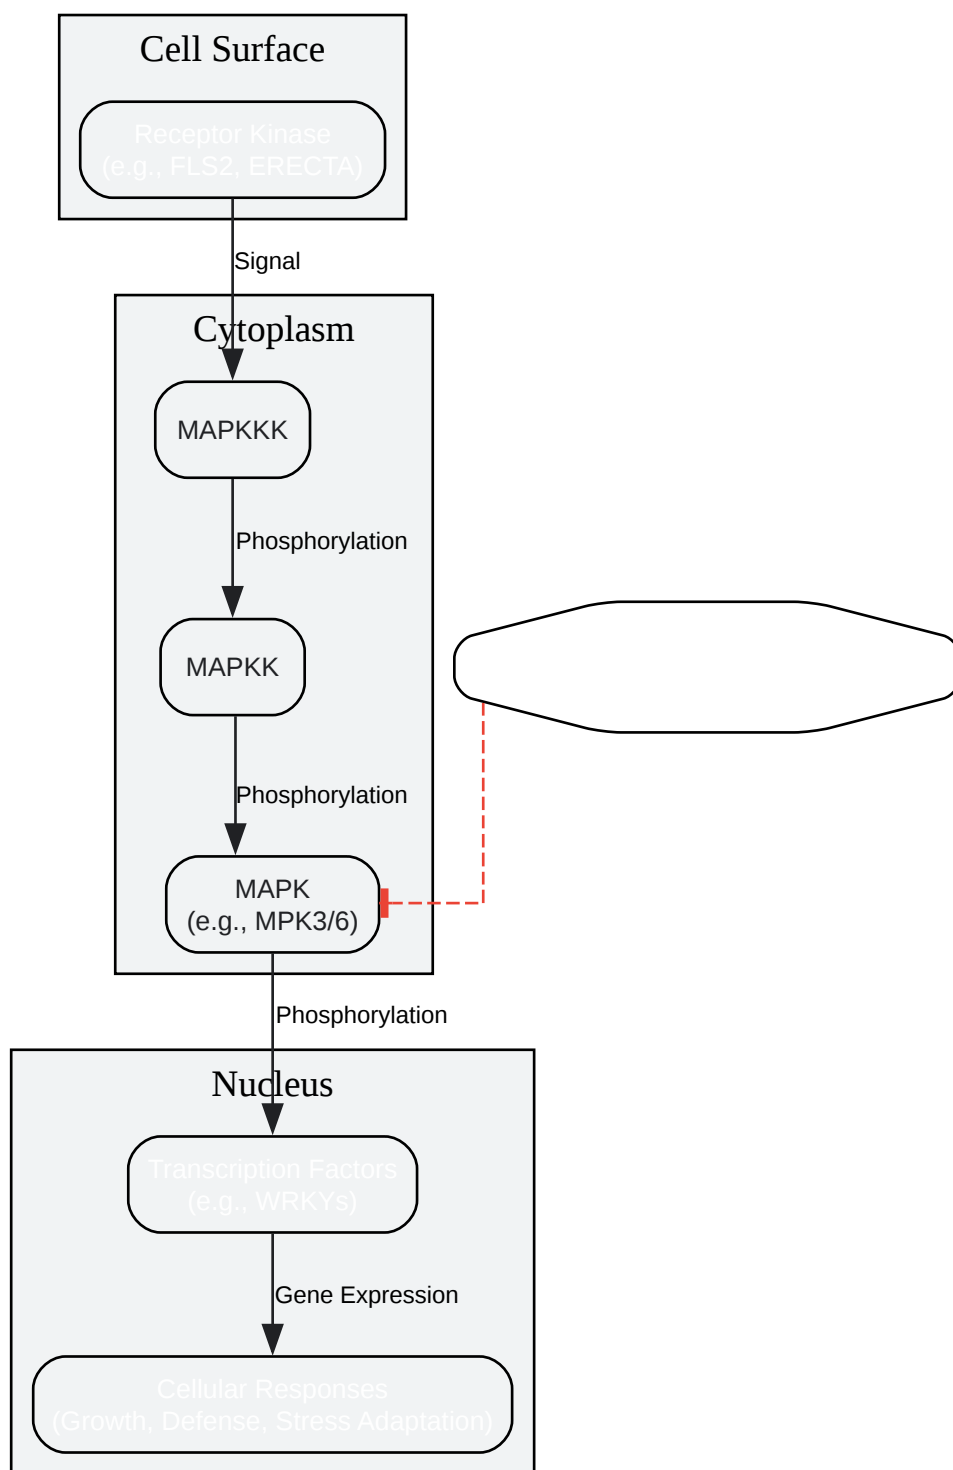 Cell Surface
Receptor Kinase
(e.g., FLS2, ERECTA)
Signal
Cytoplasm
MAPKKK
Phosphorylation
MAPKK
Phosphorylation
MAPK
(e.g., MPK3/6)
Phosphorylation
Nucleus
Transcription Factors
(e.g., WRKYs)
Gene Expression
Cellular Responses
(Growth, Defense, Stress Adaptation)